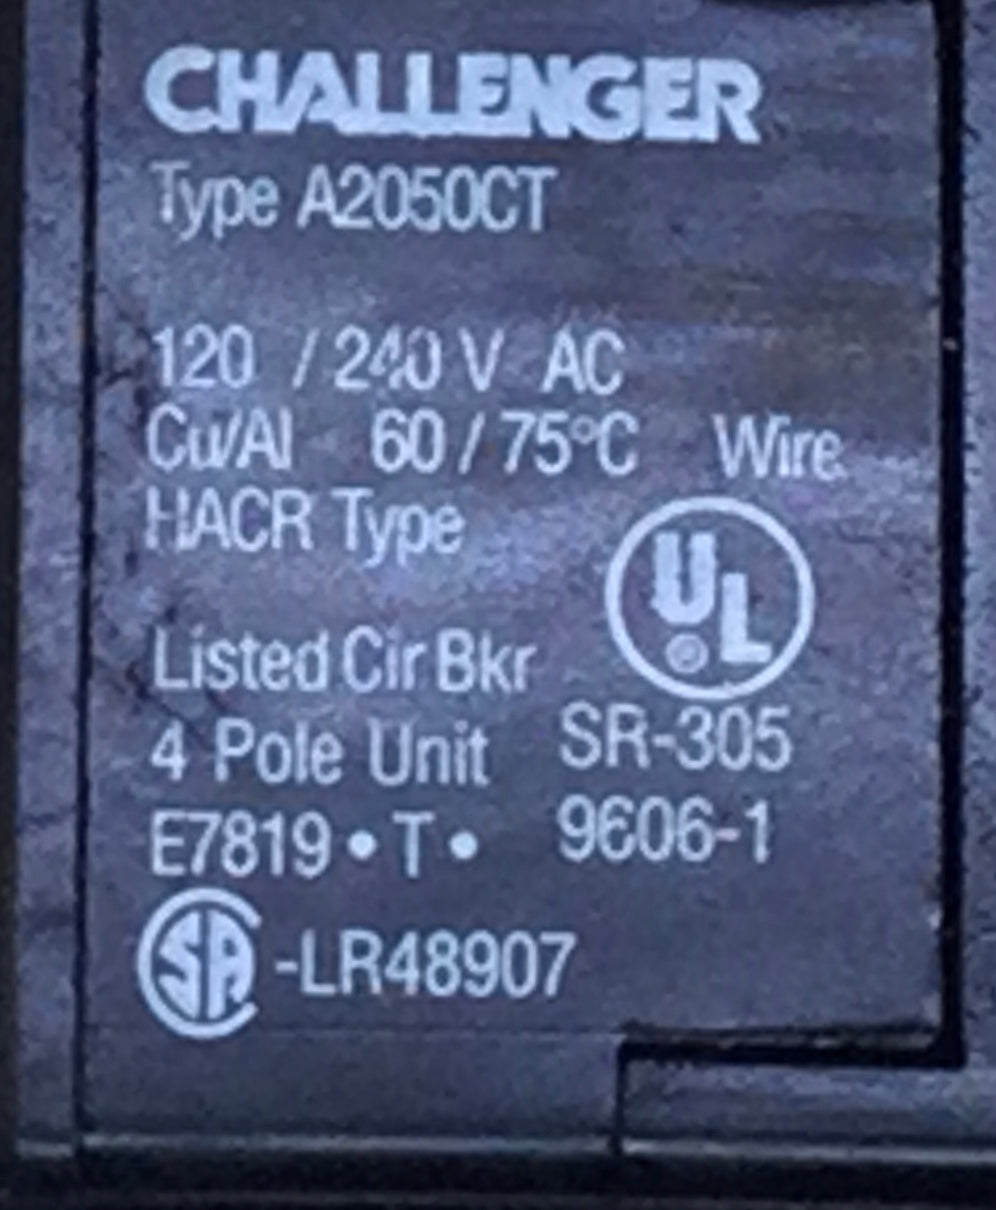 CHALLENGER
Type A2050CT
120 / 240 V AC
Cu/Al 60 / 75°C Wire
HACR Type
UL
®
Listed Cir Bkr
4 Pole Unit SR-305
E7819 • T • 9606-1
SA -LR48907